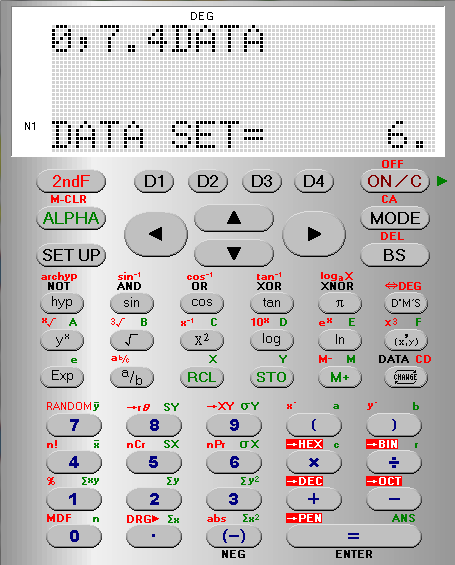 DEG
0,7.4DATA
N1
DATA SET= 6.
OFF
2ndF D1 D2 D3 D4 ON/C
M-CLR CA
ALPHA ◀ ▲ ▶ MODE
DEL
SET UP ▼ BS
archyp sin⁻¹ cos⁻¹ tan⁻¹ logₐX ⇔DEG
NOT AND OR XOR XNOR
hyp sin cos tan π D°M'S
ˣ√ A ³√ B x⁻¹ C 10ˣ D eˣ E x³ F
yˣ √ X² log ln (x,y)
e aᵇ/c X Y M- M DATA CD
Exp a/b RCL STO M+ CHANGE
RANDOM ȳ →rθ SY →XY σY x' a y' b
7 8 9 ( )
n! x̄ nCr SX nPr σX →HEX c →BIN r
4 5 6 × ÷
% Σxy Σy Σy² →DEC →OCT
1 2 3 + −
MDF n DRG▶ Σx abs Σx² →PEN ANS
0 · (−) =
NEG ENTER